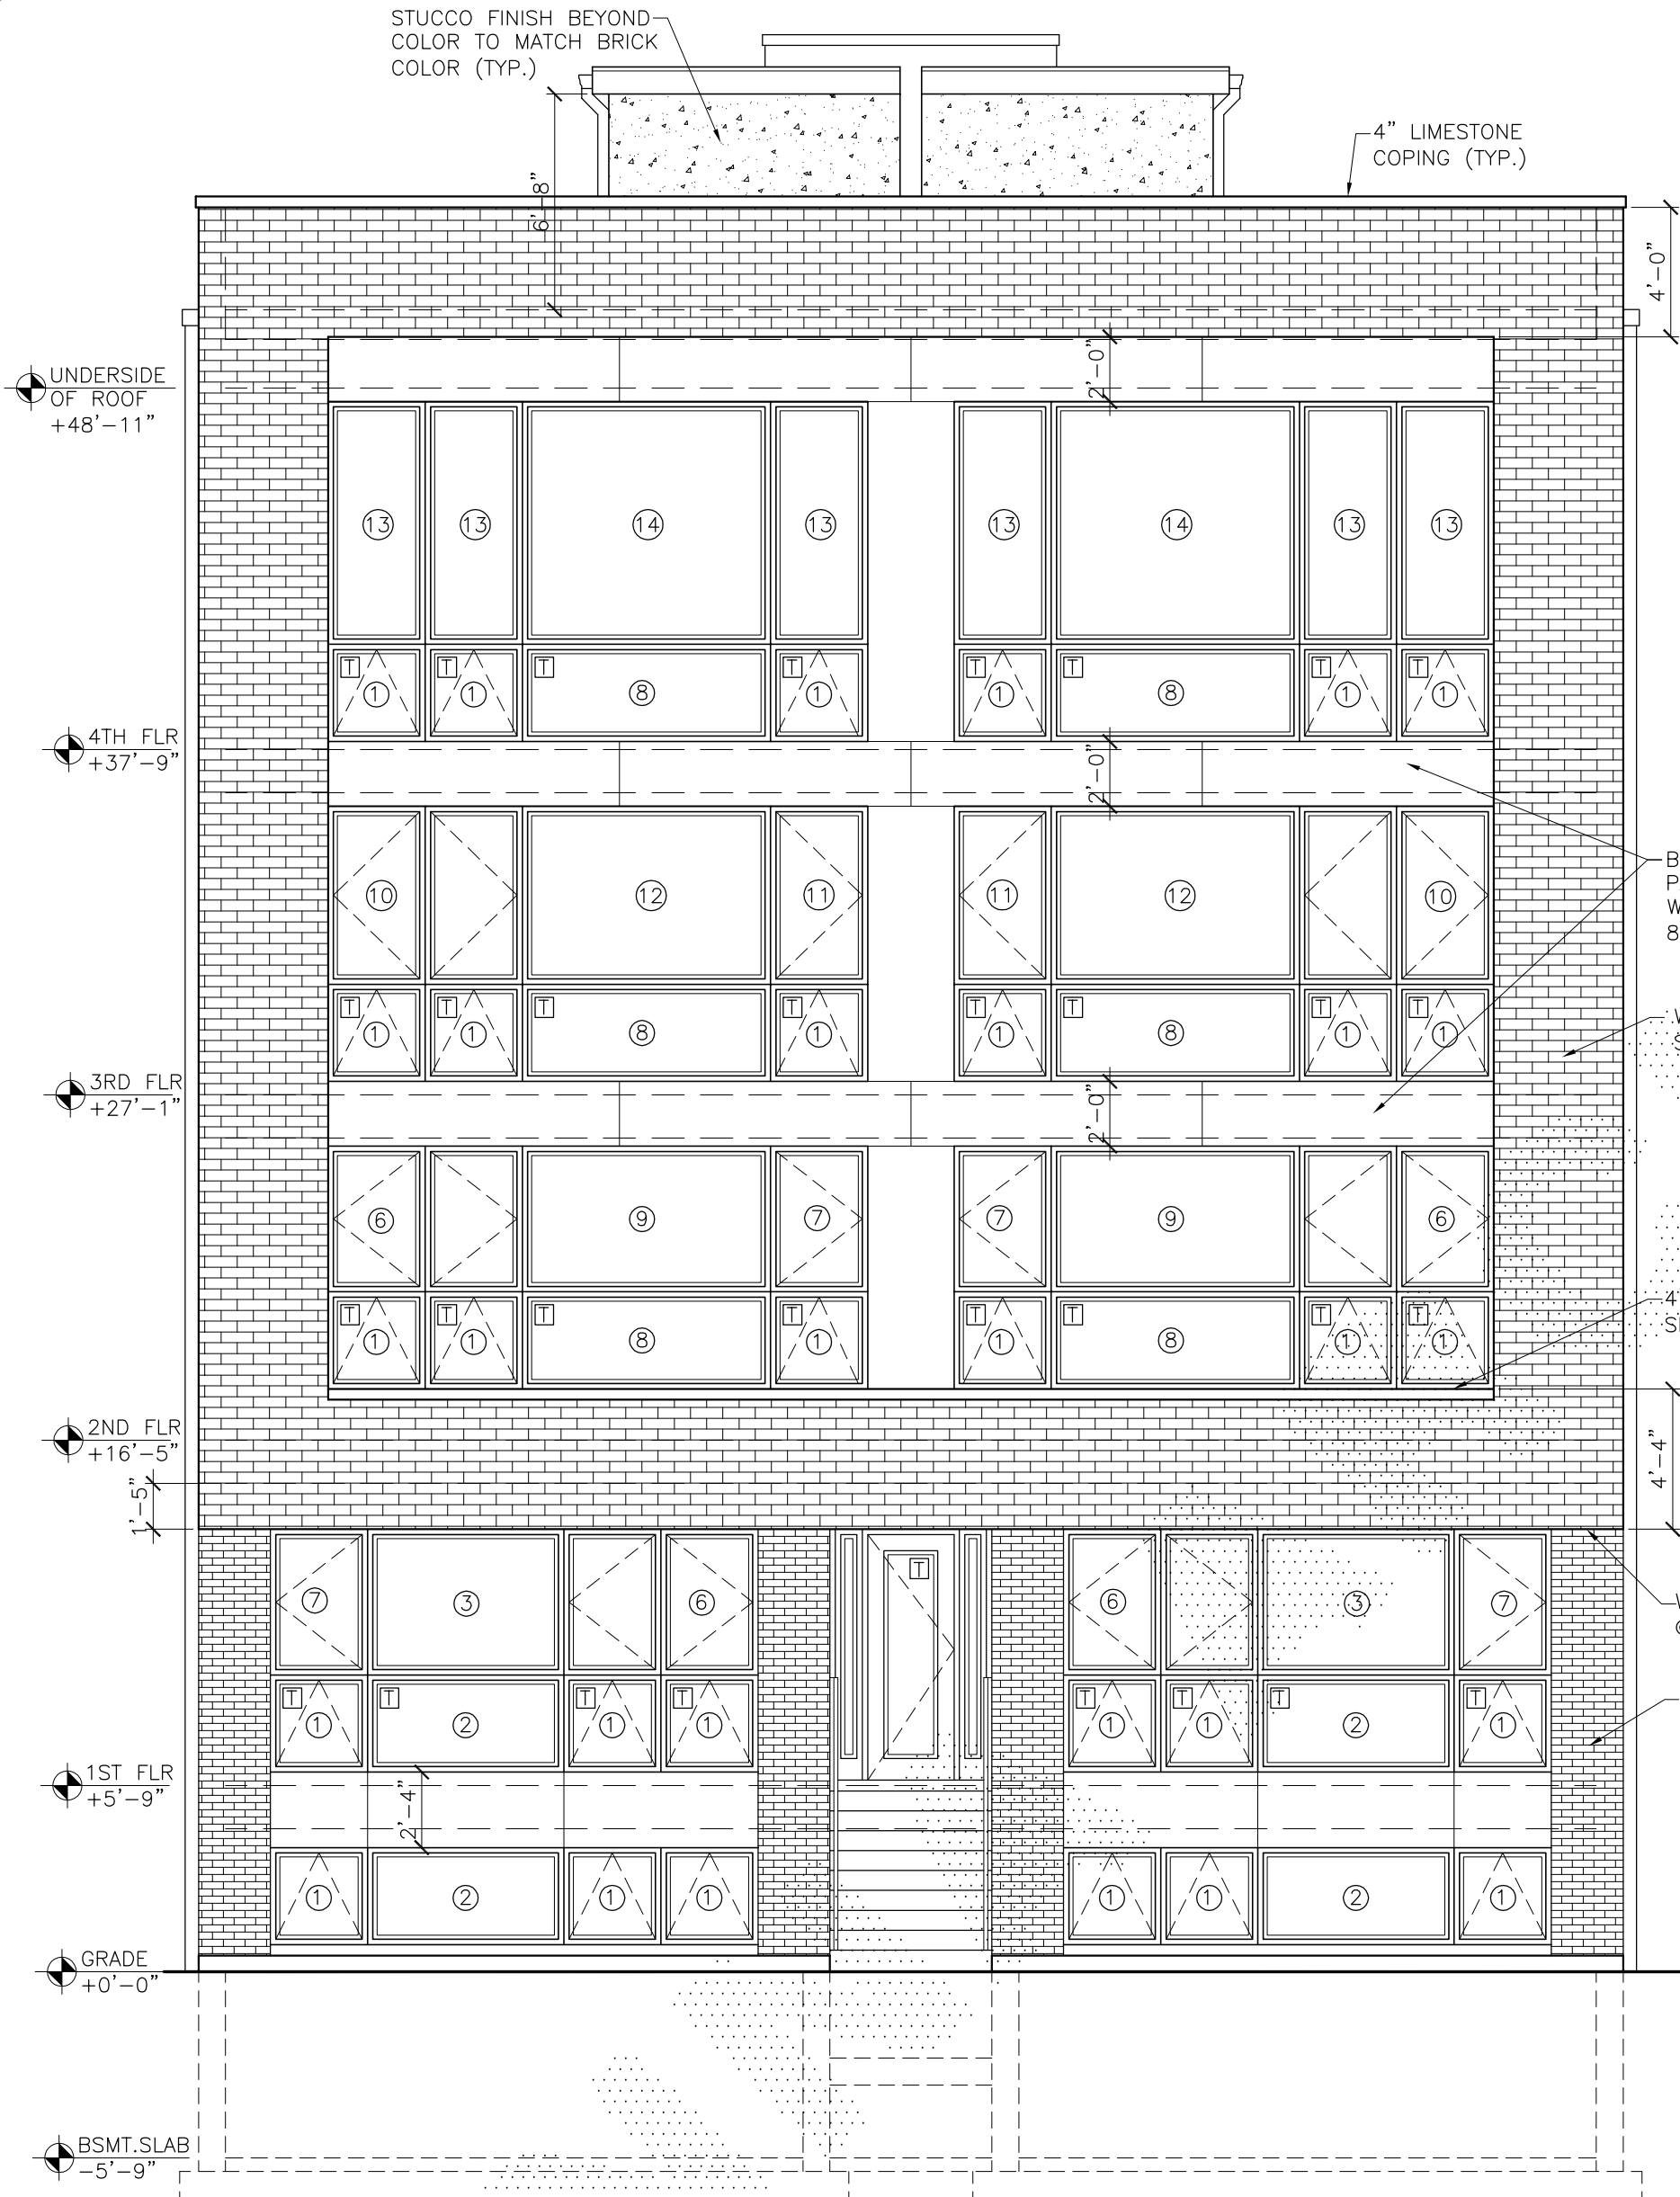 STUCCO FINISH BEYOND
COLOR TO MATCH BRICK
COLOR (TYP.)
4" LIMESTONE
COPING (TYP.)
6'-8"
4'-0"
UNDERSIDE
OF ROOF
+48'-11"
2'-0"
13 13 14 13 13 14 13 13
T T T T T T T T
1 1 8 1 1 8 1 1
4TH FLR
+37'-9"
2'-0"
B
P
W
8
10 12 11 11 12 10
T T T T T T T T
1 1 8 1 1 8 1 1
3RD FLR
+27'-1"
2'-0"
6 9 7 7 9 6
T T T T T T T T
1 1 8 1 1 8 1 1
4
2ND FLR
+16'-5"
4'-4"
1'-5"
T
7 3 6 6 3 7
T T T T T T T T
1 2 1 1 1 1 2 1
1ST FLR
+5'-9"
2'-4"
1 2 1 1 1 1 2 1
GRADE
+0'-0"
BSMT.SLAB
-5'-9"